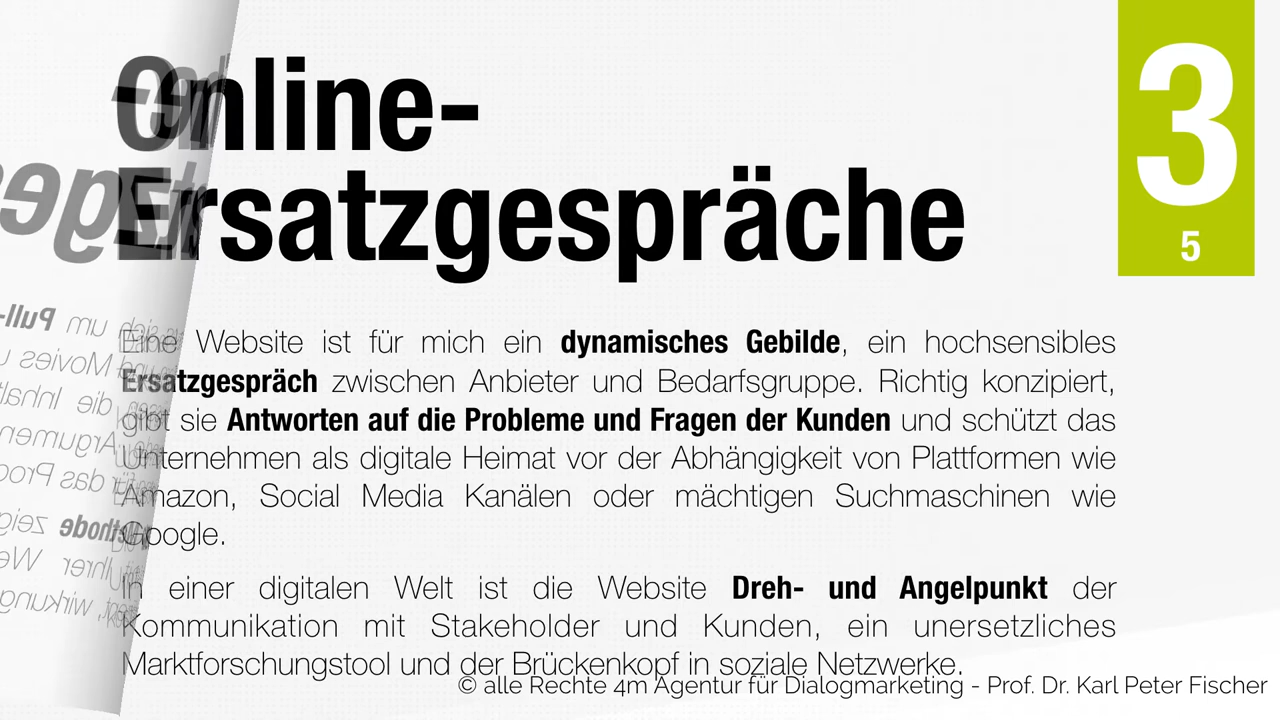 Online-
Ersatzgespräche
3
5
Eine Website ist für mich ein dynamisches Gebilde, ein hochsensibles
Ersatzgespräch zwischen Anbieter und Bedarfsgruppe. Richtig konzipiert,
gibt sie Antworten auf die Probleme und Fragen der Kunden und schützt das
Unternehmen als digitale Heimat vor der Abhängigkeit von Plattformen wie
Amazon, Social Media Kanälen oder mächtigen Suchmaschinen wie
Google.
In einer digitalen Welt ist die Website Dreh- und Angelpunkt der
Kommunikation mit Stakeholder und Kunden, ein unersetzliches
Marktforschungstool und der Brückenkopf in soziale Netzwerke.
© alle Rechte 4m Agentur für Dialogmarketing - Prof. Dr. Karl Peter Fischer